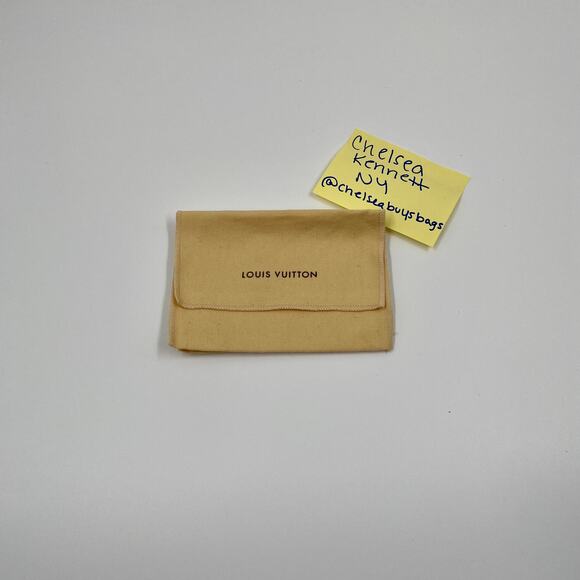 Chelsea
Kennett
NY
@chelseabuysbags
LOUIS VUITTON